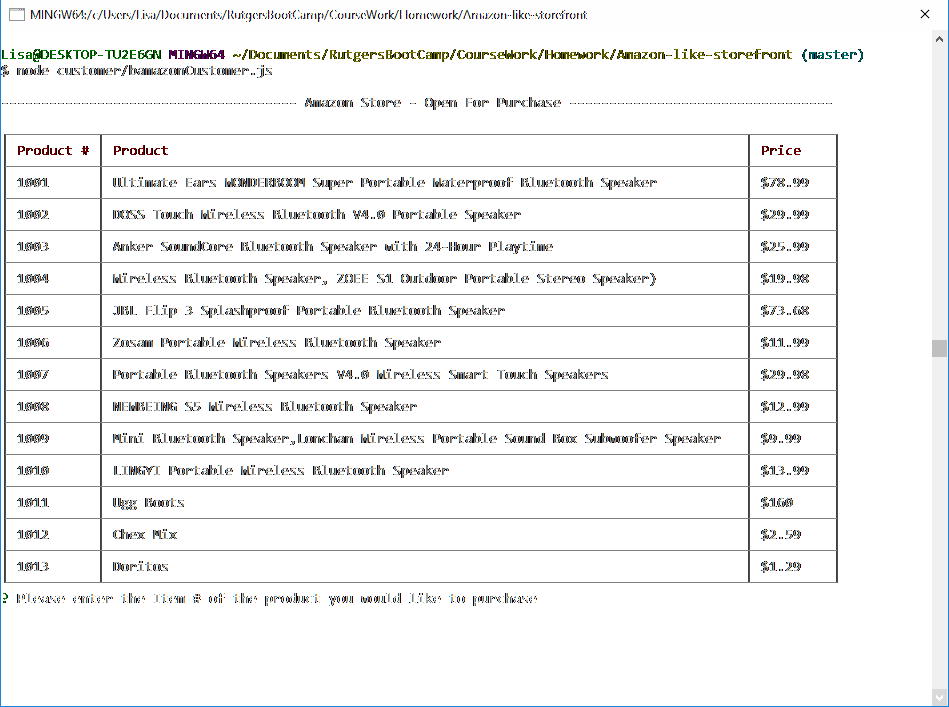 MINGW64:/c/Users/Lisa/Documents/RutgersBootCamp/CourseWork/Homework/Amazon-like-storefront
Lisa@DESKTOP-TU2E6GN MINGW64 ~/Documents/RutgersBootCamp/CourseWork/Homework/Amazon-like-storefront (master)
$ node customer/bamazonCustomer.js
Amazon Store - Open For Purchase
Product # Product Price
1001 Ultimate Ears WONDERBOOM Super Portable Waterproof Bluetooth Speaker $78.99
1002 DOSS Touch Wireless Bluetooth V4.0 Portable Speaker $29.99
1003 Anker SoundCore Bluetooth Speaker with 24-Hour Playtime $25.99
1004 Wireless Bluetooth Speaker, ZOEE S1 Outdoor Portable Stereo Speaker) $19.98
1005 JBL Flip 3 Splashproof Portable Bluetooth Speaker $73.68
1006 Zosam Portable Wireless Bluetooth Speaker $11.99
1007 Portable Bluetooth Speakers V4.0 Wireless Smart Touch Speakers $29.98
1008 S5 Wireless Bluetooth Speaker $12.99
1009 Mini Bluetooth Speaker,Lonchan Wireless Portable Sound Box Subwoofer Speaker $9.99
1010 LINGYI Portable Wireless Bluetooth Speaker $13.99
1011 Ugg Boots $160
1012 Chex Mix $2.59
1013 Doritos $1.29
? Please enter the Item # of the product you would like to purchase